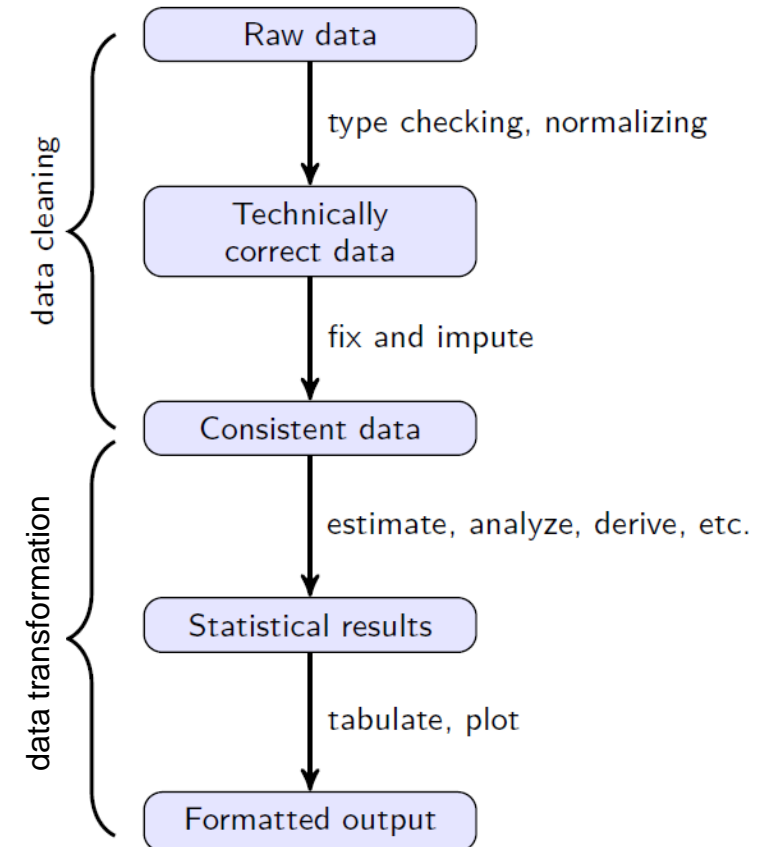 Raw data
type checking, normalizing
data cleaning
Technically
correct data
fix and impute
Consistent data
estimate, analyze, derive, etc.
data transformation
Statistical results
tabulate, plot
Formatted output